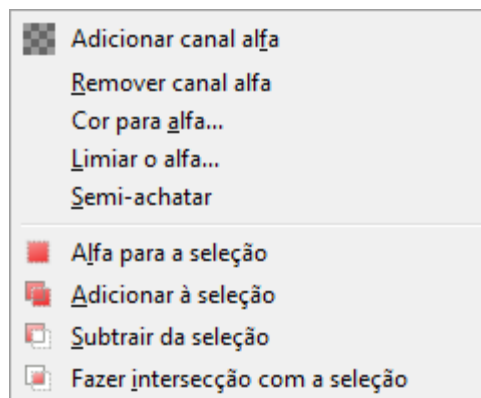 Adicionar canal alfa
Remover canal alfa
Cor para alfa...
Limiar o alfa...
Semi-achatar
Alfa para a seleção
Adicionar à seleção
Subtrair da seleção
Fazer intersecção com a seleção